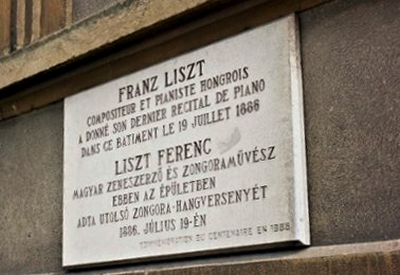 FRANZ LISZT
COMPOSITEUR ET PIANISTE HONGROIS
A DONNÉ SON DERNIER RECITAL DE PIANO
DANS CE BATIMENT LE 19 JUILLET 1886
LISZT FERENC
MAGYAR ZENESZERZŐ ÉS ZONGORAMŰVÉSZ
EBBEN AZ ÉPÜLETBEN
ADTA UTOLSÓ ZONGORA-HANGVERSENYÉT
1886. JÚLIUS 19-ÉN
COMMEMORATION DU CENTENAIRE EN 1986